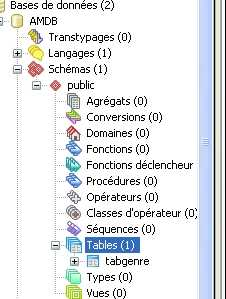 Bases de données (2)
AMDB
Transtypages (0)
Langages (1)
Schémas (1)
public
Agrégats (0)
Conversions (0)
Domaines (0)
Fonctions (0)
Fonctions déclencheur
Procédures (0)
Opérateurs (0)
Classes d'opérateur (0)
Séquences (0)
Tables (1)
tabgenre
Types (0)
Vues (0)